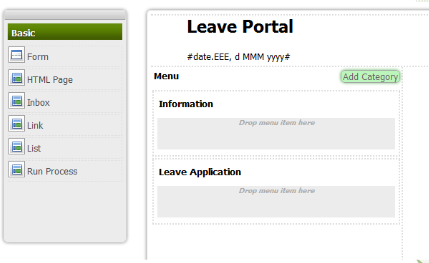 Basic
Form
HTML Page
Inbox
Link
List
Run Process
Leave Portal
#date.EEE, d MMM yyyy#
Menu
Add Category
Information
Drop menu item here
Leave Application
Drop menu item here